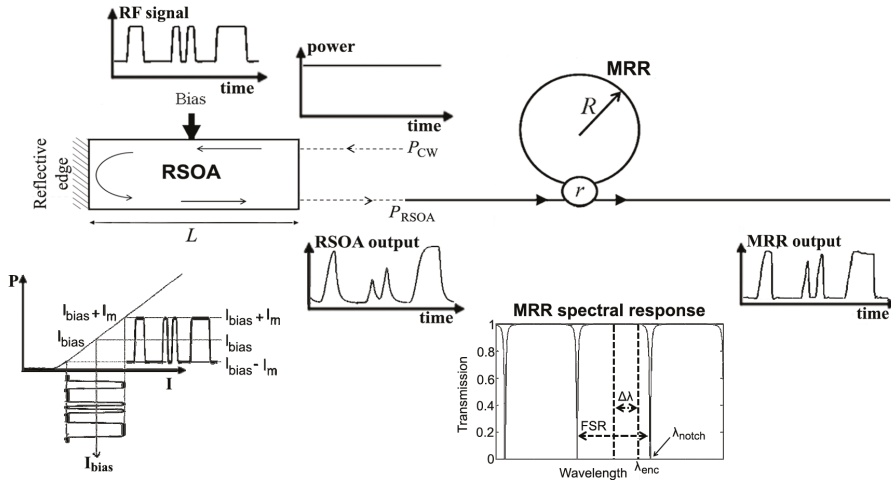 RF signal
time
Bias
power
time
MRR
R
r
Reflective edge
RSOA
P_CW
P_RSOA
L
RSOA output
time
MRR output
time
P
I_bias + I_m
I_bias
I_bias + I_m
I_bias
I_bias - I_m
I
I_bias
MRR spectral response
Transmission
1
0.8
0.6
0.4
0.2
0
Δλ
FSR
λ_notch
Wavelength
λ_enc